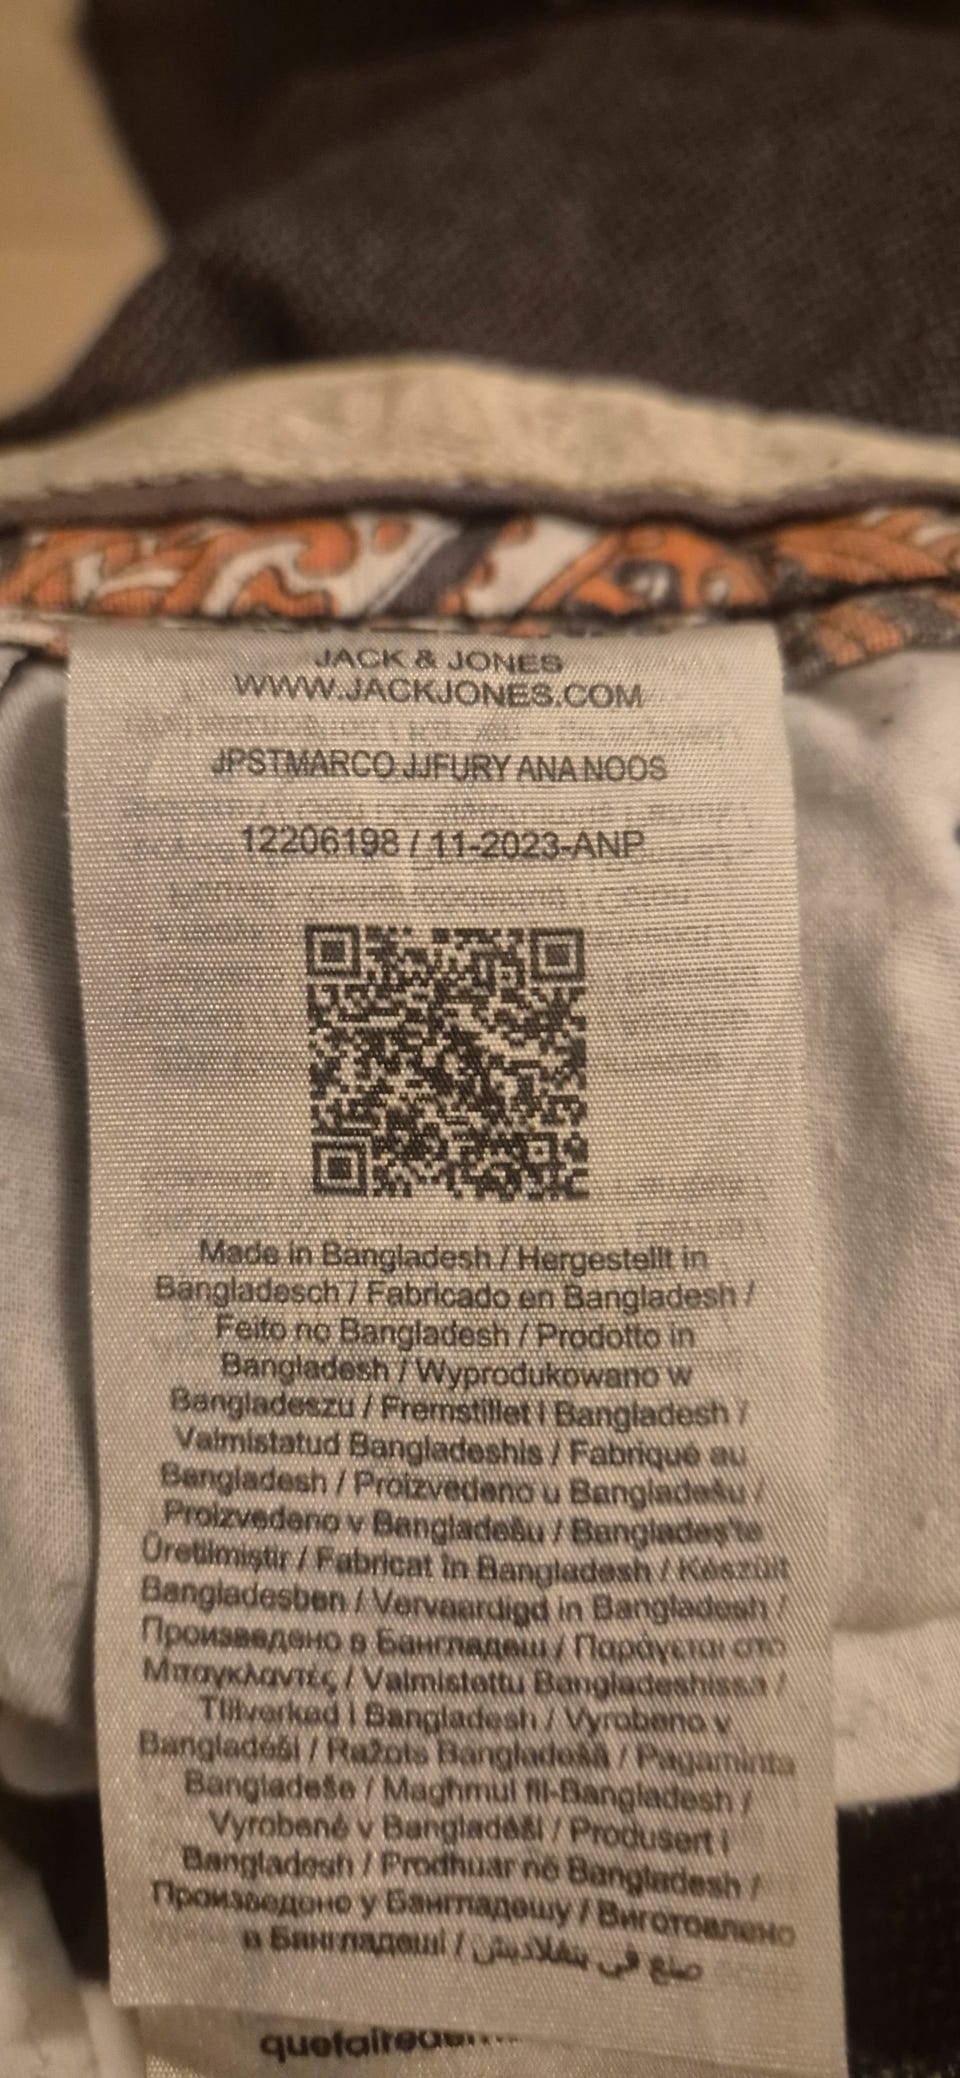 JACK & JONES
WWW.JACKJONES.COM
JPSTMARCO JJFURY ANA NOOS
12206198 / 11-2023-ANP
Made in Bangladesh / Hergestellt in
Bangladesch / Fabricado en Bangladesh /
Feito no Bangladesh / Prodotto in
Bangladesh / Wyprodukowano w
Bangladeszu / Fremstillet i Bangladesh /
Valmistatud Bangladeshis / Fabriqué au
Bangladesh / Proizvedeno u Bangladešu /
Proizvedeno v Bangladešu / Bangladeş'te
Üretilmiştir / Fabricat în Bangladesh / Készült
Bangladesben / Vervaardigd in Bangladesh /
Произведено в Бангладеш / Παράγεται στο
Μπαγκλαντές / Valmistettu Bangladeshissa /
Tillverkad i Bangladesh / Vyrobeno v
Bangladéši / Ražots Bangladešā / Pagaminta
Bangladeše / Maghmul fil-Bangladesh /
Vyrobené v Bangladéši / Produsert i
Bangladesh / Prodhuar në Bangladesh /
Произведено у Бангладешу / Виготовлено
в Бангладеші / صنع في بنغلاديش